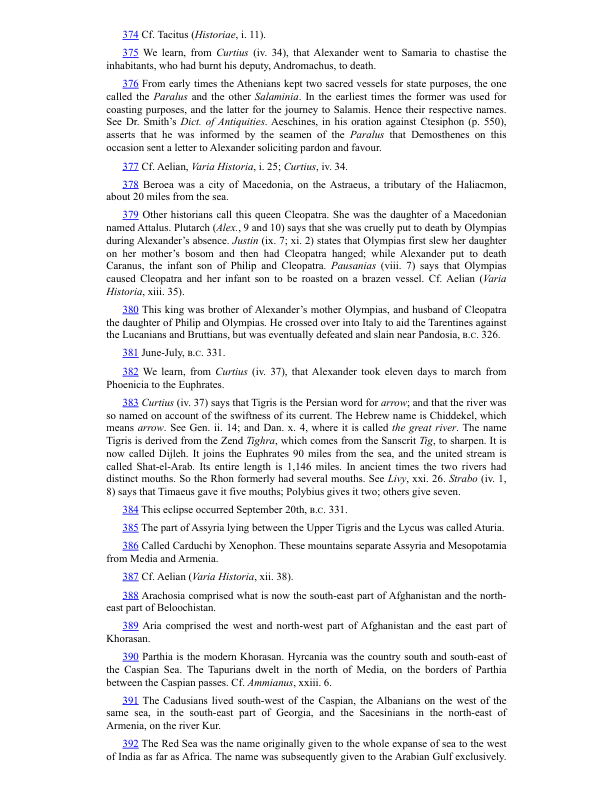 374 Cf. Tacitus (Historiae, i. 11).
375 We learn, from Curtius (iv. 34), that Alexander went to Samaria to chastise the
inhabitants, who had burnt his deputy, Andromachus, to death.
376 From early times the Athenians kept two sacred vessels for state purposes, the one
called the Paralus and the other Salaminia. In the earliest times the former was used for
coasting purposes, and the latter for the journey to Salamis. Hence their respective names.
See Dr. Smith’s Dict. of Antiquities. Aeschines, in his oration against Ctesiphon (p. 550),
asserts that he was informed by the seamen of the Paralus that Demosthenes on this
occasion sent a letter to Alexander soliciting pardon and favour.
377 Cf. Aelian, Varia Historia, i. 25; Curtius, iv. 34.
378 Beroea was a city of Macedonia, on the Astraeus, a tributary of the Haliacmon,
about 20 miles from the sea.
379 Other historians call this queen Cleopatra. She was the daughter of a Macedonian
named Attalus. Plutarch (Alex., 9 and 10) says that she was cruelly put to death by Olympias
during Alexander’s absence. Justin (ix. 7; xi. 2) states that Olympias first slew her daughter
on her mother’s bosom and then had Cleopatra hanged; while Alexander put to death
Caranus, the infant son of Philip and Cleopatra. Pausanias (viii. 7) says that Olympias
caused Cleopatra and her infant son to be roasted on a brazen vessel. Cf. Aelian (Varia
Historia, xiii. 35).
380 This king was brother of Alexander’s mother Olympias, and husband of Cleopatra
the daughter of Philip and Olympias. He crossed over into Italy to aid the Tarentines against
the Lucanians and Bruttians, but was eventually defeated and slain near Pandosia, B.C. 326.
381 June-July, B.C. 331.
382 We learn, from Curtius (iv. 37), that Alexander took eleven days to march from
Phoenicia to the Euphrates.
383 Curtius (iv. 37) says that Tigris is the Persian word for arrow; and that the river was
so named on account of the swiftness of its current. The Hebrew name is Chiddekel, which
means arrow. See Gen. ii. 14; and Dan. x. 4, where it is called the great river. The name
Tigris is derived from the Zend Tighra, which comes from the Sanscrit Tig, to sharpen. It is
now called Dijleh. It joins the Euphrates 90 miles from the sea, and the united stream is
called Shat-el-Arab. Its entire length is 1,146 miles. In ancient times the two rivers had
distinct mouths. So the Rhon formerly had several mouths. See Livy, xxi. 26. Strabo (iv. 1,
8) says that Timaeus gave it five mouths; Polybius gives it two; others give seven.
384 This eclipse occurred September 20th, B.C. 331.
385 The part of Assyria lying between the Upper Tigris and the Lycus was called Aturia.
386 Called Carduchi by Xenophon. These mountains separate Assyria and Mesopotamia
from Media and Armenia.
387 Cf. Aelian (Varia Historia, xii. 38).
388 Arachosia comprised what is now the south-east part of Afghanistan and the north-
east part of Beloochistan.
389 Aria comprised the west and north-west part of Afghanistan and the east part of
Khorasan.
390 Parthia is the modern Khorasan. Hyrcania was the country south and south-east of
the Caspian Sea. The Tapurians dwelt in the north of Media, on the borders of Parthia
between the Caspian passes. Cf. Ammianus, xxiii. 6.
391 The Cadusians lived south-west of the Caspian, the Albanians on the west of the
same sea, in the south-east part of Georgia, and the Sacesinians in the north-east of
Armenia, on the river Kur.
392 The Red Sea was the name originally given to the whole expanse of sea to the west
of India as far as Africa. The name was subsequently given to the Arabian Gulf exclusively.